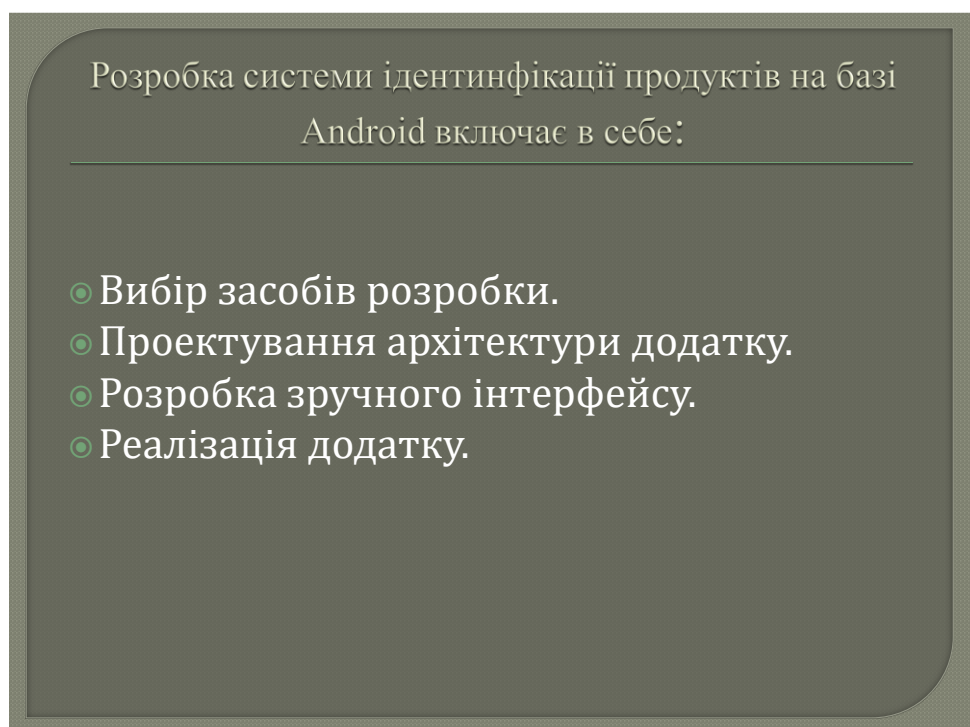 Розробка системи ідентинфікації продуктів на базі
Android включає в себе:
Вибір засобів розробки.
Проектування архітектури додатку.
Розробка зручного інтерфейсу.
Реалізація додатку.